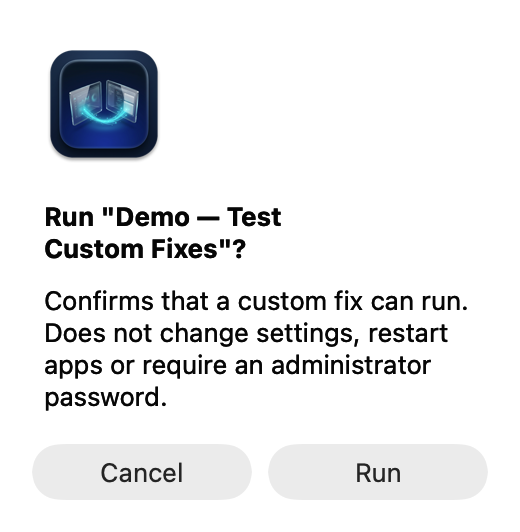 Run "Demo — Test
Custom Fixes"?
Confirms that a custom fix can run.
Does not change settings, restart
apps or require an administrator
password.
Cancel
Run